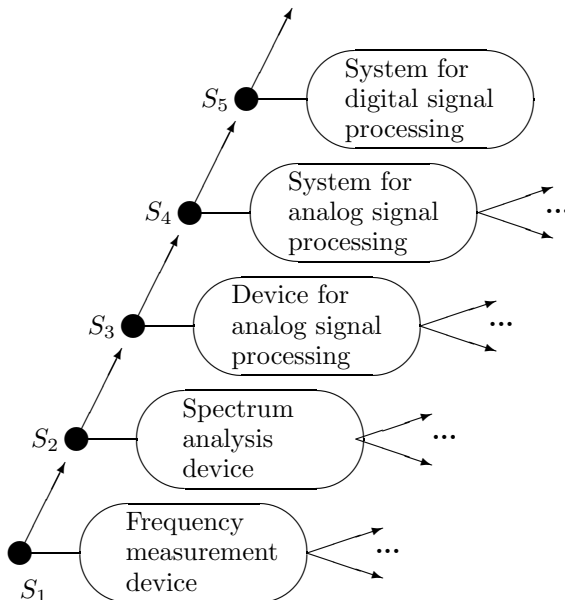 S5
System for
digital signal
processing
S4
System for
analog signal
processing
...
S3
Device for
analog signal
processing
...
S2
Spectrum
analysis
device
...
S1
Frequency
measurement
device
...